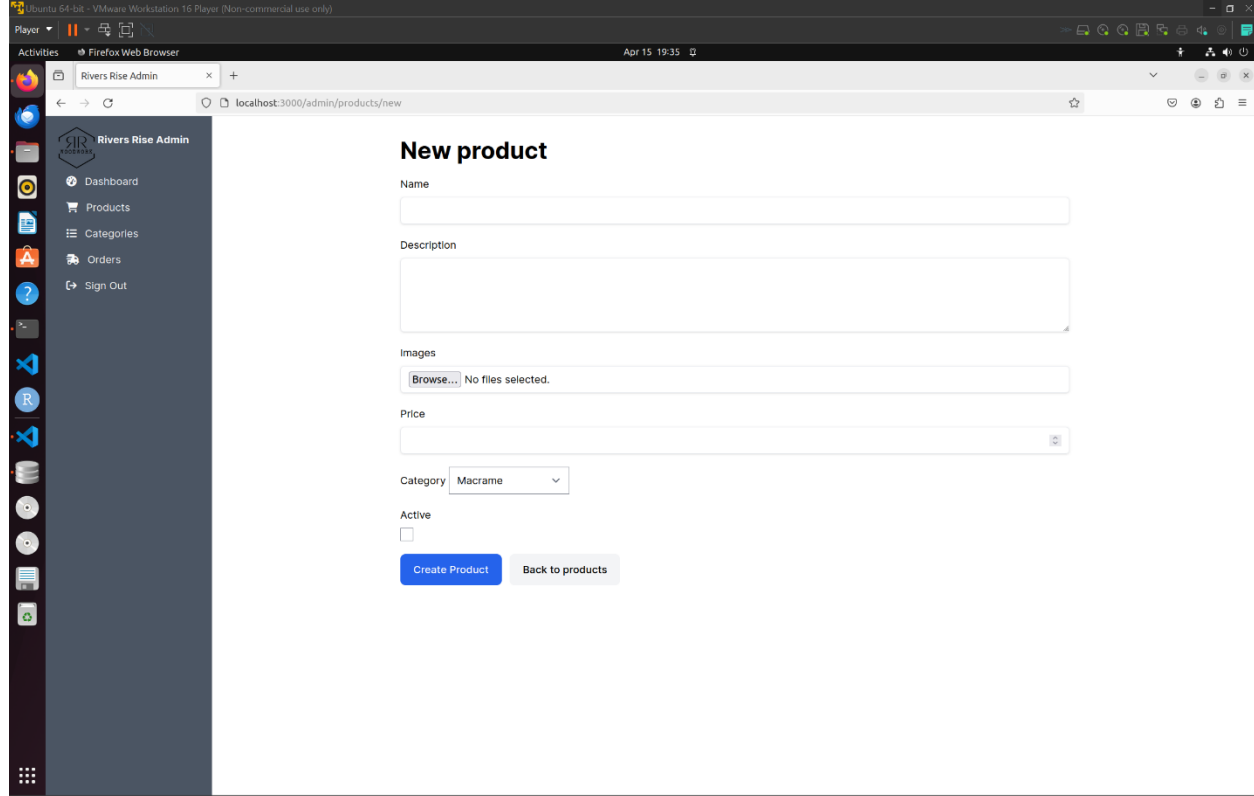 Ubuntu 64-bit - VMware Workstation 16 Player (Non-commercial use only)
Player
Activities Firefox Web Browser Apr 15 19:35
Rivers Rise Admin
localhost:3000/admin/products/new
Rivers Rise Admin
Dashboard
Products
Categories
Orders
Sign Out
New product
Name
Description
Images
Browse... No files selected.
Price
Category Macrame
Active
Create Product Back to products